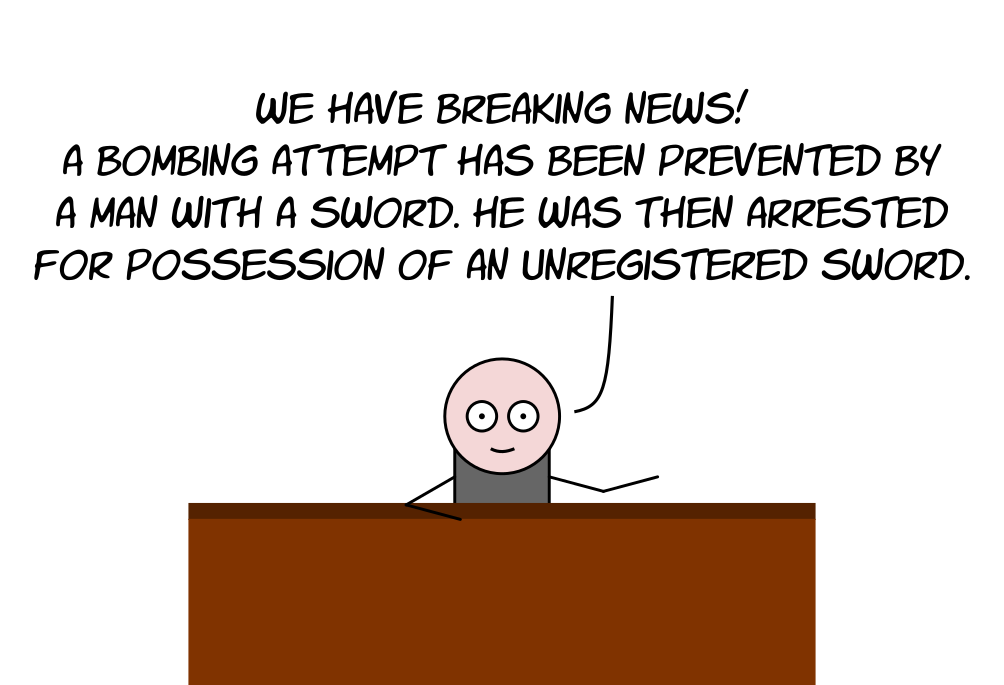 WE HAVE BREAKING NEWS!
A BOMBING ATTEMPT HAS BEEN PREVENTED BY
A MAN WITH A SWORD. HE WAS THEN ARRESTED
FOR POSSESSION OF AN UNREGISTERED SWORD.